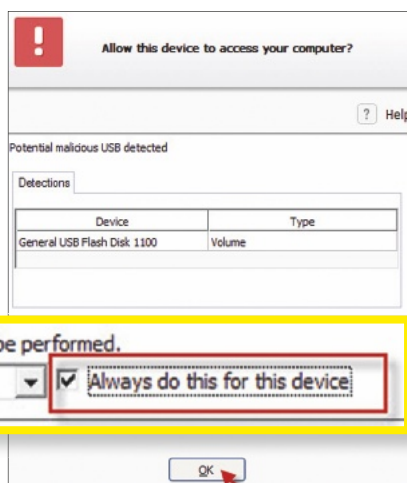 !
Allow this device to access your computer?
? Help
Potential malicious USB detected
Detections
Device Type
General USB Flash Disk 1100 Volume
be performed.
Always do this for this device
OK